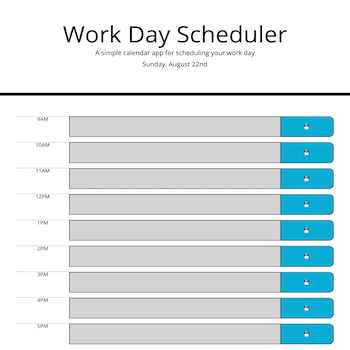 Work Day Scheduler
A simple calendar app for scheduling your work day
Sunday, August 22nd
9AM
10AM
11AM
12PM
1PM
2PM
3PM
4PM
5PM